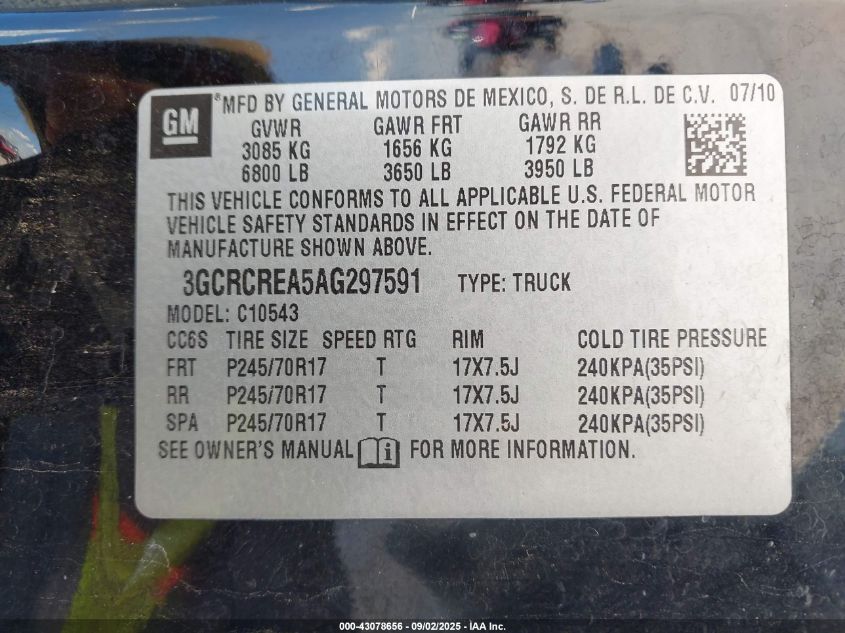 GM ®MFD BY GENERAL MOTORS DE MEXICO, S. DE R.L. DE C.V. 07/10
GVWR GAWR FRT GAWR RR
3085 KG 1656 KG 1792 KG
6800 LB 3650 LB 3950 LB
THIS VEHICLE CONFORMS TO ALL APPLICABLE U.S. FEDERAL MOTOR
VEHICLE SAFETY STANDARDS IN EFFECT ON THE DATE OF
MANUFACTURE SHOWN ABOVE.
3GCRCREA5AG297591 TYPE: TRUCK
MODEL: C10543
CC6S TIRE SIZE SPEED RTG RIM COLD TIRE PRESSURE
FRT P245/70R17 T 17X7.5J 240KPA(35PSI)
RR P245/70R17 T 17X7.5J 240KPA(35PSI)
SPA P245/70R17 T 17X7.5J 240KPA(35PSI)
SEE OWNER'S MANUAL i FOR MORE INFORMATION.
000-43078656 - 09/02/2025 - IAA Inc.